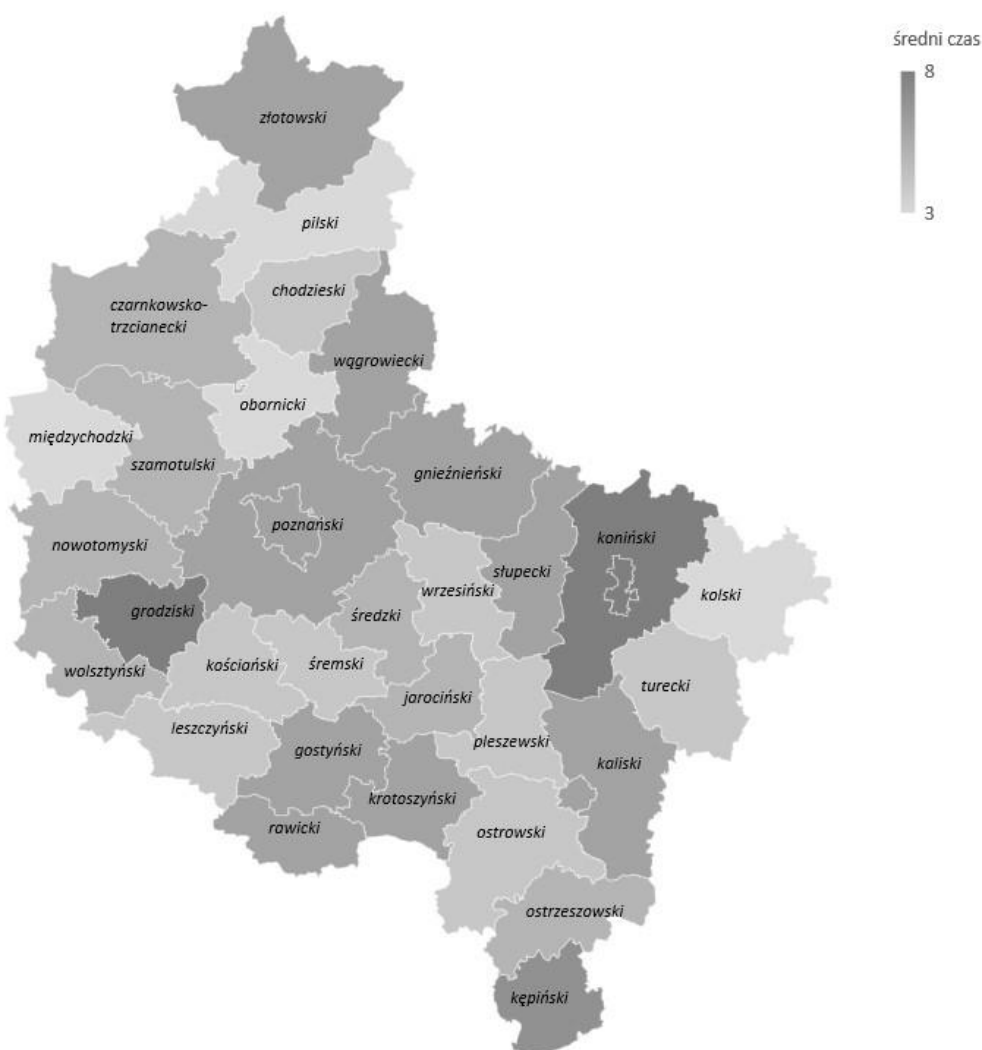 średni czas
8
3
złotowski
pilski
chodzieski
czarnkowsko-
trzcianecki
wągrowiecki
obornicki
międzychodzki
szamotulski
gnieźnieński
poznański
koniński
nowotomyski
słupecki
wrzesiński
kolski
grodziski
średzki
kościański
śremski
wolsztyński
turecki
jarociński
leszczyński
pleszewski
gostyński
kaliski
krotoszyński
rawicki
ostrowski
ostrzeszowski
kępiński